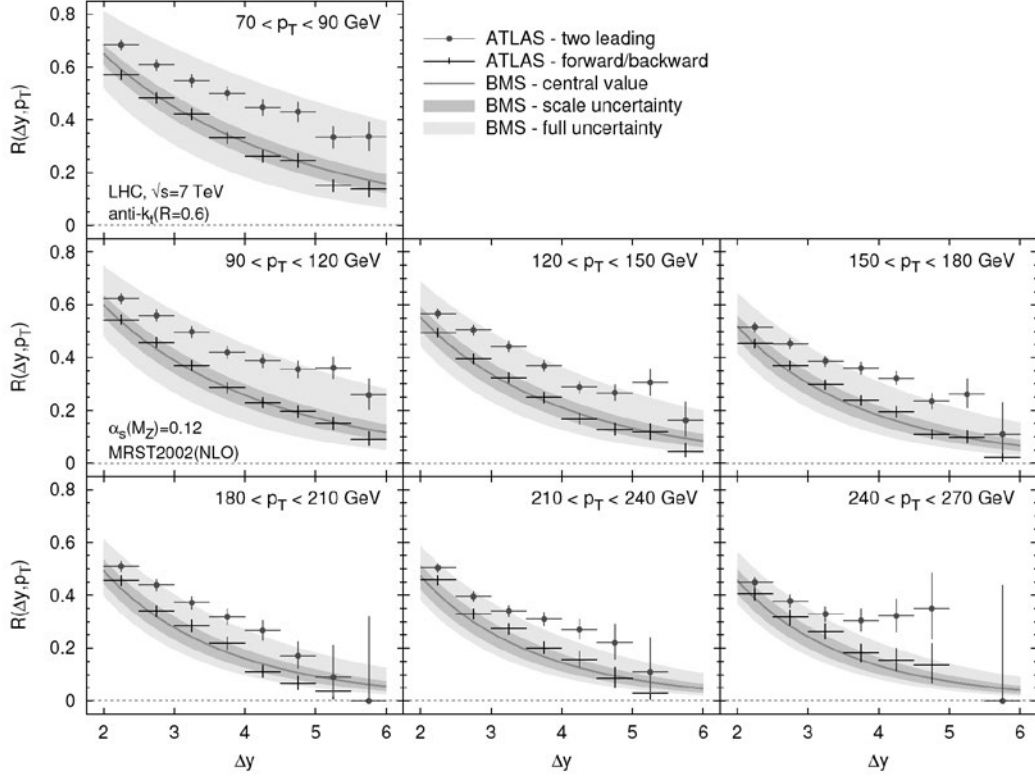 70 < pT < 90 GeV
ATLAS - two leading
ATLAS - forward/backward
BMS - central value
BMS - scale uncertainty
BMS - full uncertainty
R(Δy,pT)
0.8
0.6
0.4
0.2
0
LHC, √s=7 TeV
anti-kt(R=0.6)
90 < pT < 120 GeV
120 < pT < 150 GeV
150 < pT < 180 GeV
R(Δy,pT)
0.8
0.6
0.4
0.2
0
αs(MZ)=0.12
MRST2002(NLO)
180 < pT < 210 GeV
210 < pT < 240 GeV
240 < pT < 270 GeV
R(Δy,pT)
0.8
0.6
0.4
0.2
0
2 3 4 5 6
2 3 4 5 6
2 3 4 5 6
Δy
Δy
Δy